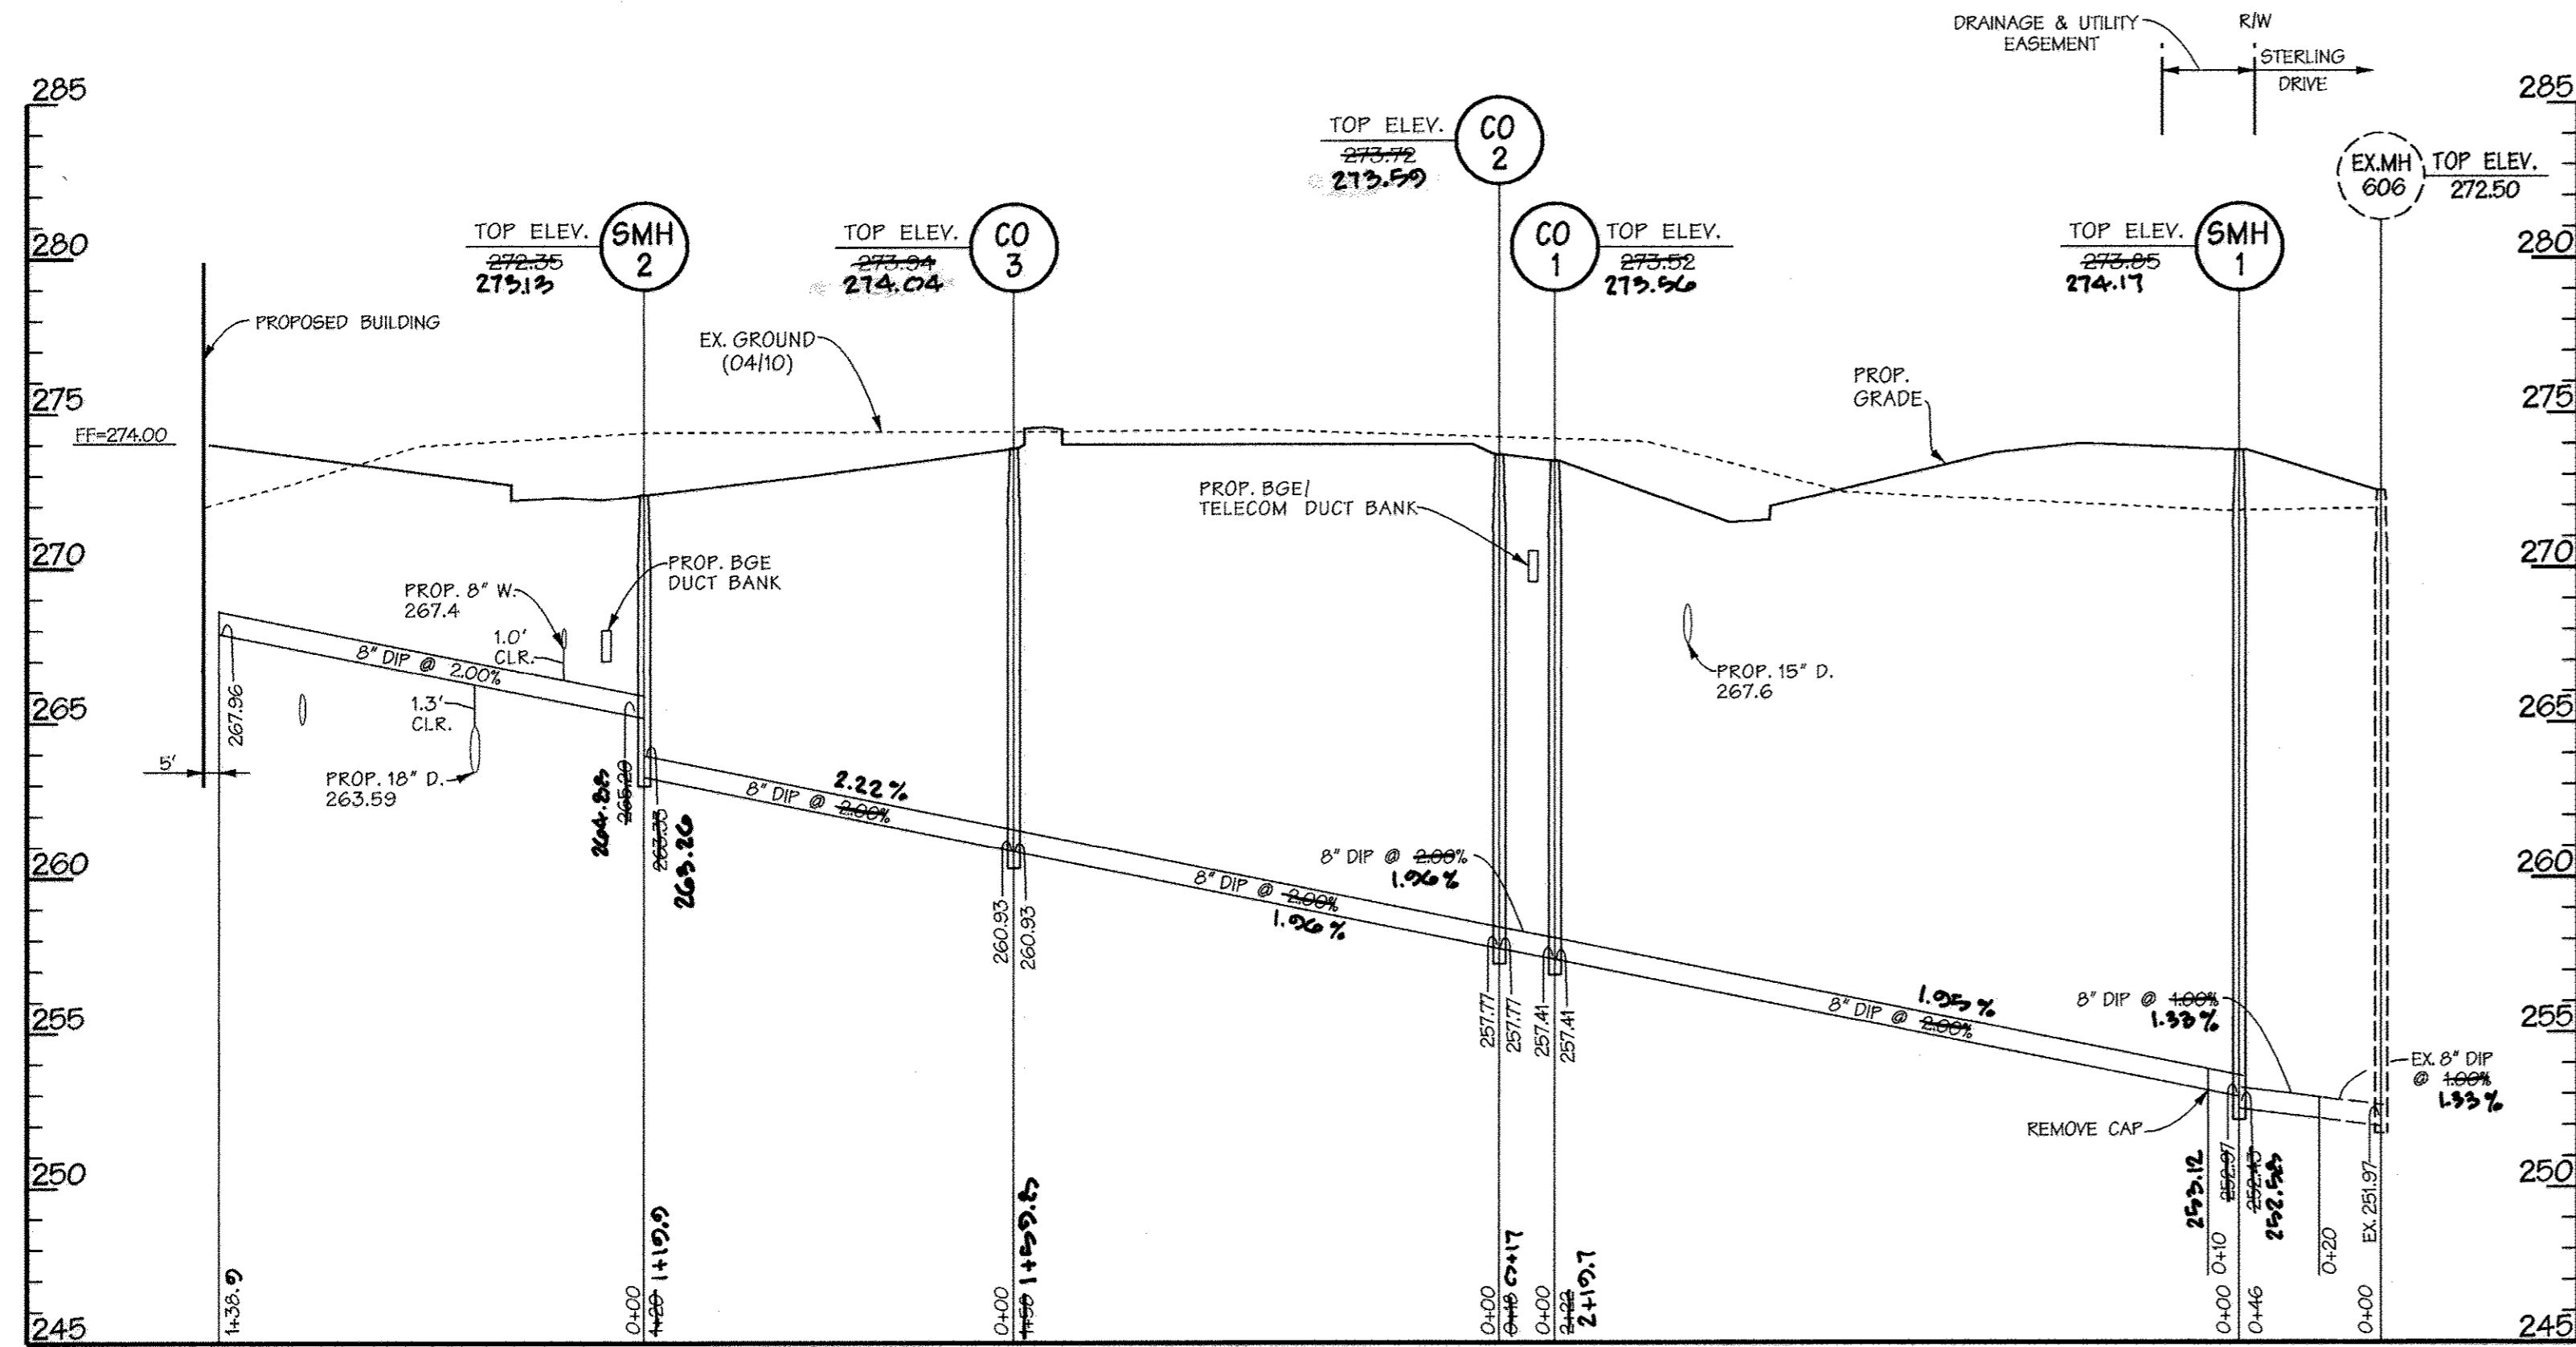 DRAINAGE & UTILITY
EASEMENT
R/W
STERLING
DRIVE
285
285
TOP ELEV.
273.72
273.59
CO
2
EX.MH
606
TOP ELEV.
272.50
280
280
TOP ELEV.
272.35
273.13
SMH
2
TOP ELEV.
273.94
274.04
CO
3
CO
1
TOP ELEV.
273.52
273.56
TOP ELEV.
273.85
274.17
SMH
1
PROPOSED BUILDING
EX. GROUND
(04/10)
PROP.
GRADE
275
275
FF=274.00
PROP. BGE/
TELECOM DUCT BANK
270
270
PROP. BGE
DUCT BANK
PROP. 8" W.
267.4
1.0'
CLR.
8" DIP @ 2.00%
PROP. 15" D.
267.6
267.96
1.3'
CLR.
265
265
5'
PROP. 18" D.
263.59
264.88
265.20
263.33
263.26
2.22%
8" DIP @ 2.00%
260
260
8" DIP @ 2.00%
1.96%
8" DIP @ 2.00%
1.96%
260.93
260.93
257.77
257.77
257.41
257.41
1.95%
8" DIP @ 2.00%
8" DIP @ 1.00%
1.33%
255
255
EX. 8" DIP
@ 1.00%
1.33%
REMOVE CAP
250
250
253.12
252.97
252.43
252.58
EX. 251.97
0+10
0+20
1+38.9
0+00
1+20
1+19.9
0+00
1+58
1+59.8
0+00
0+18
0+17
0+00
2+22
2+19.7
0+00
0+46
0+00
245
245